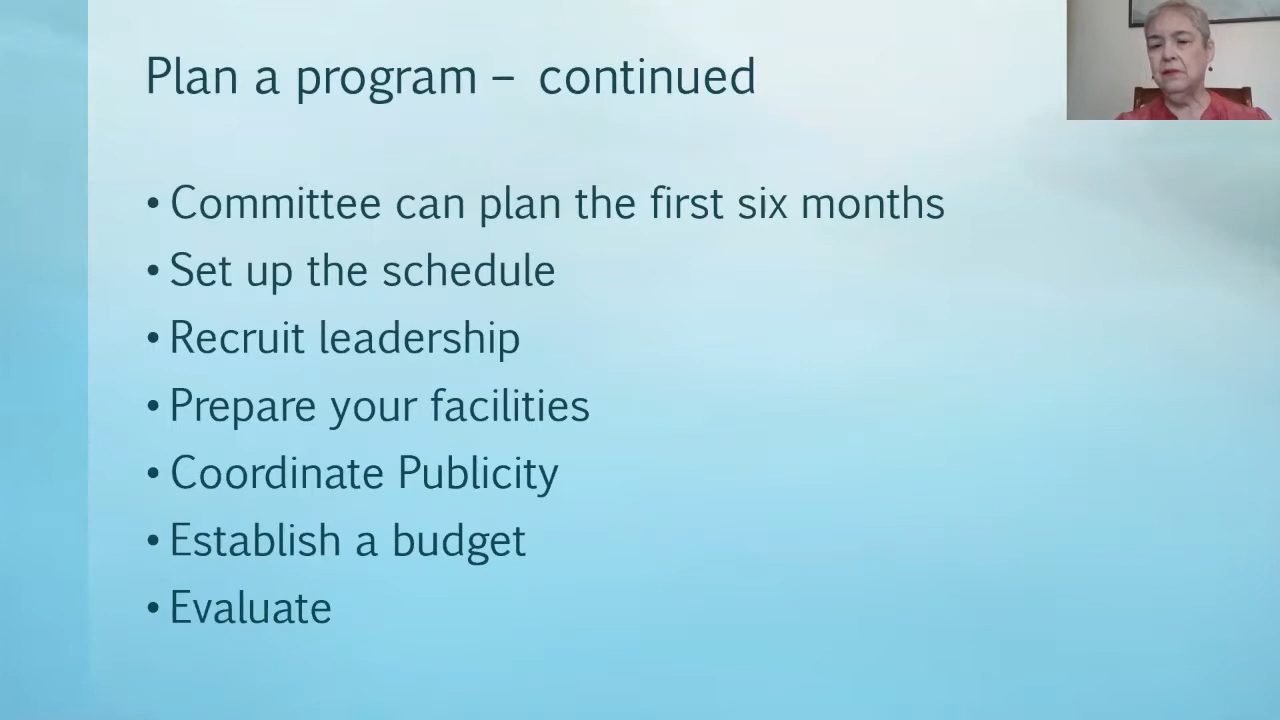 Plan a program – continued
• Committee can plan the first six months
• Set up the schedule
• Recruit leadership
• Prepare your facilities
• Coordinate Publicity
• Establish a budget
• Evaluate